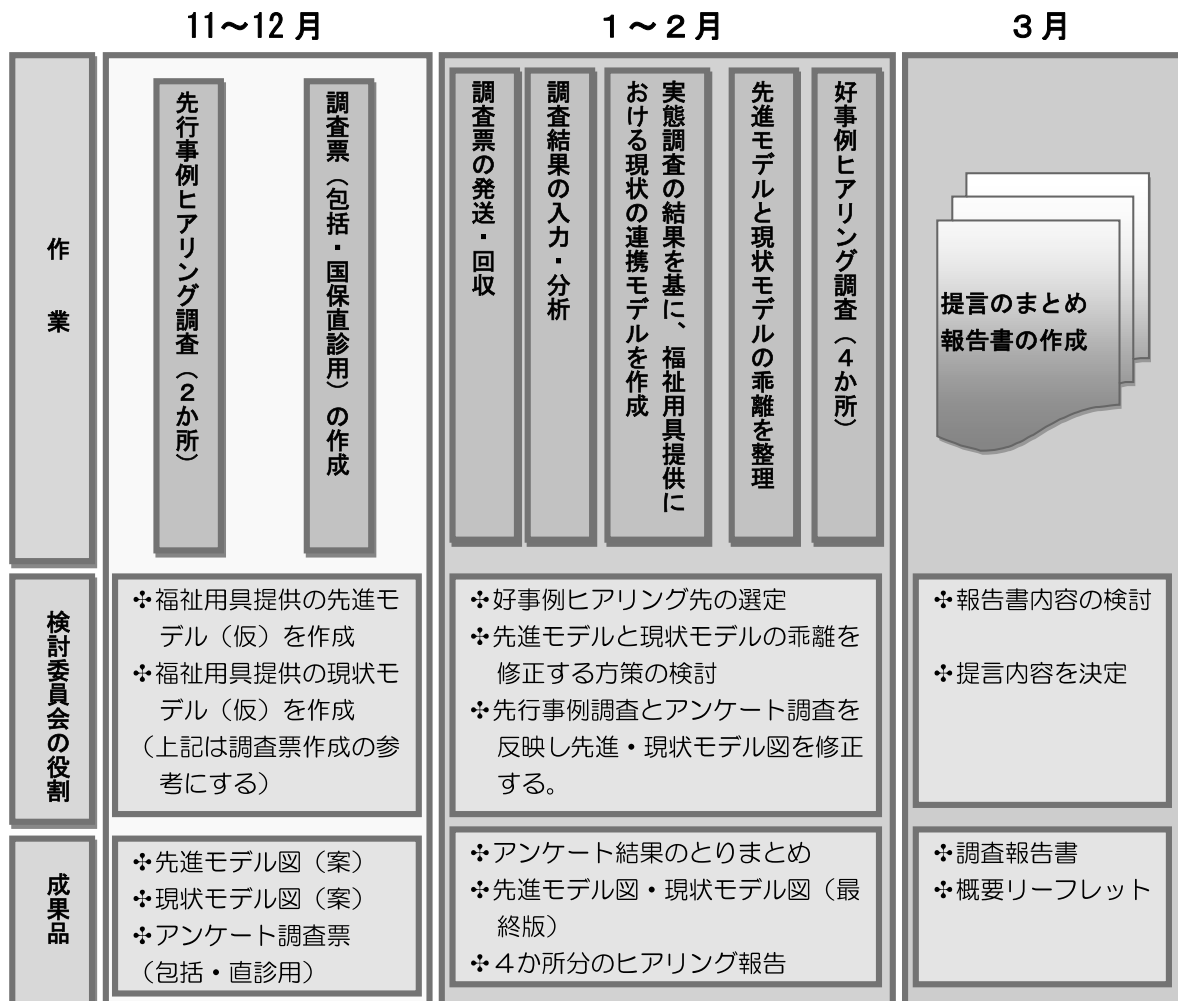 11～12 月
１～２月
３月
作　業
先行事例ヒアリング調査（２か所）
調査票（包括・国保直診用）の作成
調査票の発送・回収
調査結果の入力・分析
実態調査の結果を基に、福祉用具提供に
おける現状の連携モデルを作成
先進モデルと現状モデルの乖離を整理
好事例ヒアリング調査（４か所）
提言のまとめ
報告書の作成
検討委員会の役割
✣福祉用具提供の先進モ
デル（仮）を作成
✣福祉用具提供の現状モ
デル（仮）を作成
（上記は調査票作成の参
考にする）
✣好事例ヒアリング先の選定
✣先進モデルと現状モデルの乖離を
修正する方策の検討
✣先行事例調査とアンケート調査を
反映し先進・現状モデル図を修正
する。
✣報告書内容の検討
✣提言内容を決定
成果品
✣先進モデル図（案）
✣現状モデル図（案）
✣アンケート調査票
（包括・直診用）
✣アンケート結果のとりまとめ
✣先進モデル図・現状モデル図（最
終版）
✣４か所分のヒアリング報告
✣調査報告書
✣概要リーフレット